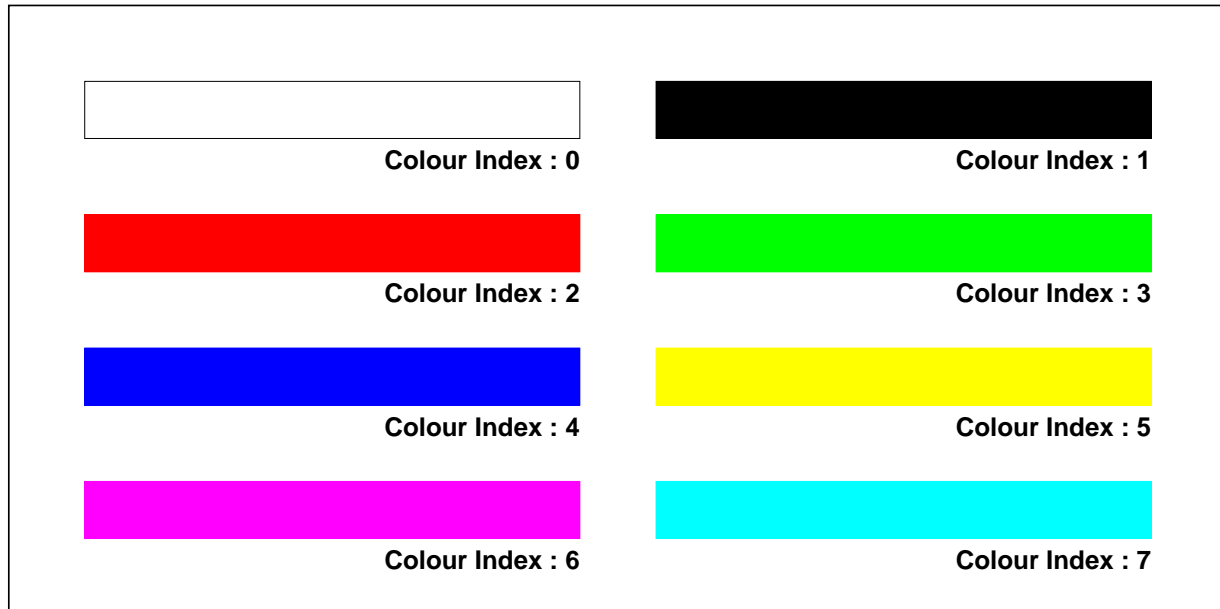 Colour Index : 0
Colour Index : 1
Colour Index : 2
Colour Index : 3
Colour Index : 4
Colour Index : 5
Colour Index : 6
Colour Index : 7